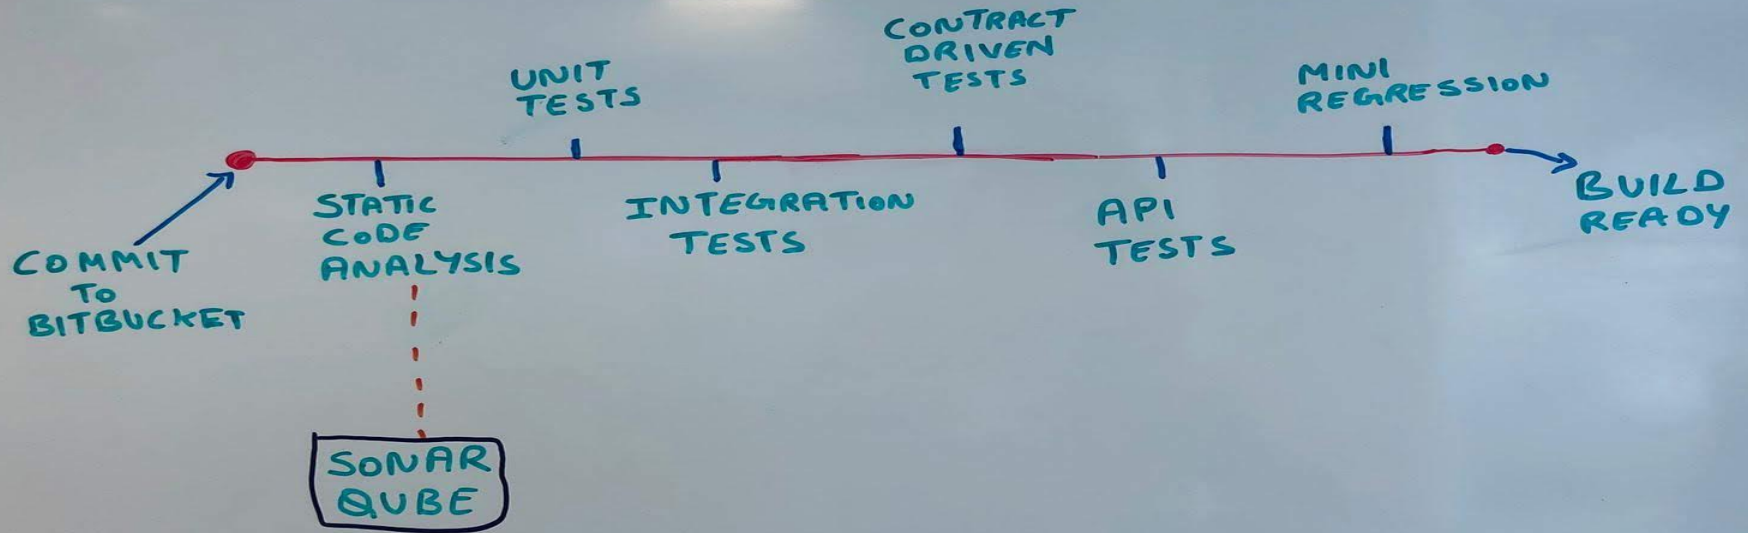 COMMIT
TO
BITBUCKET
STATIC
CODE
ANALYSIS
SONAR
QUBE
UNIT
TESTS
INTEGRATION
TESTS
CONTRACT
DRIVEN
TESTS
API
TESTS
MINI
REGRESSION
BUILD
READY